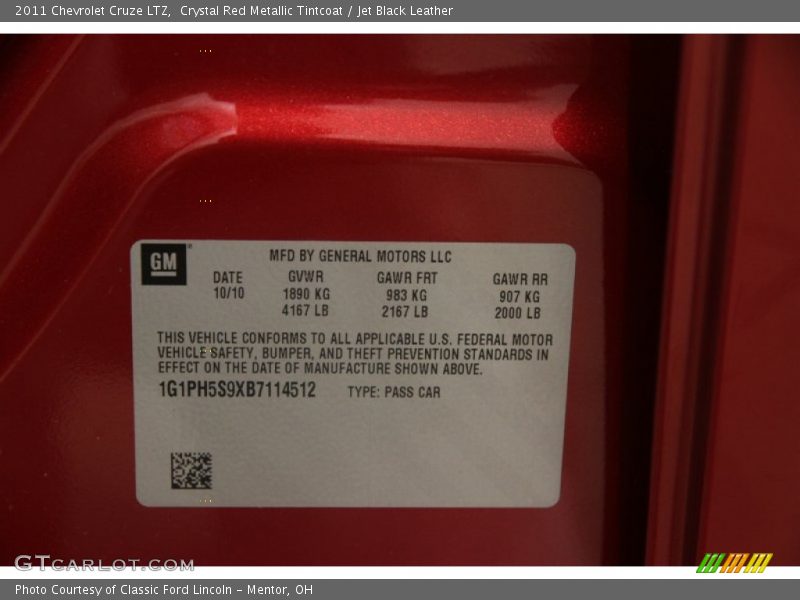 2011 Chevrolet Cruze LTZ, Crystal Red Metallic Tintcoat / Jet Black Leather
GM
MFD BY GENERAL MOTORS LLC
DATE GVWR GAWR FRT GAWR RR
10/10 1890 KG 983 KG 907 KG
4167 LB 2167 LB 2000 LB
THIS VEHICLE CONFORMS TO ALL APPLICABLE U.S. FEDERAL MOTOR
VEHICLE SAFETY, BUMPER, AND THEFT PREVENTION STANDARDS IN
EFFECT ON THE DATE OF MANUFACTURE SHOWN ABOVE.
1G1PH5S9XB7114512 TYPE: PASS CAR
GTCARLOT.COM
Photo Courtesy of Classic Ford Lincoln - Mentor, OH